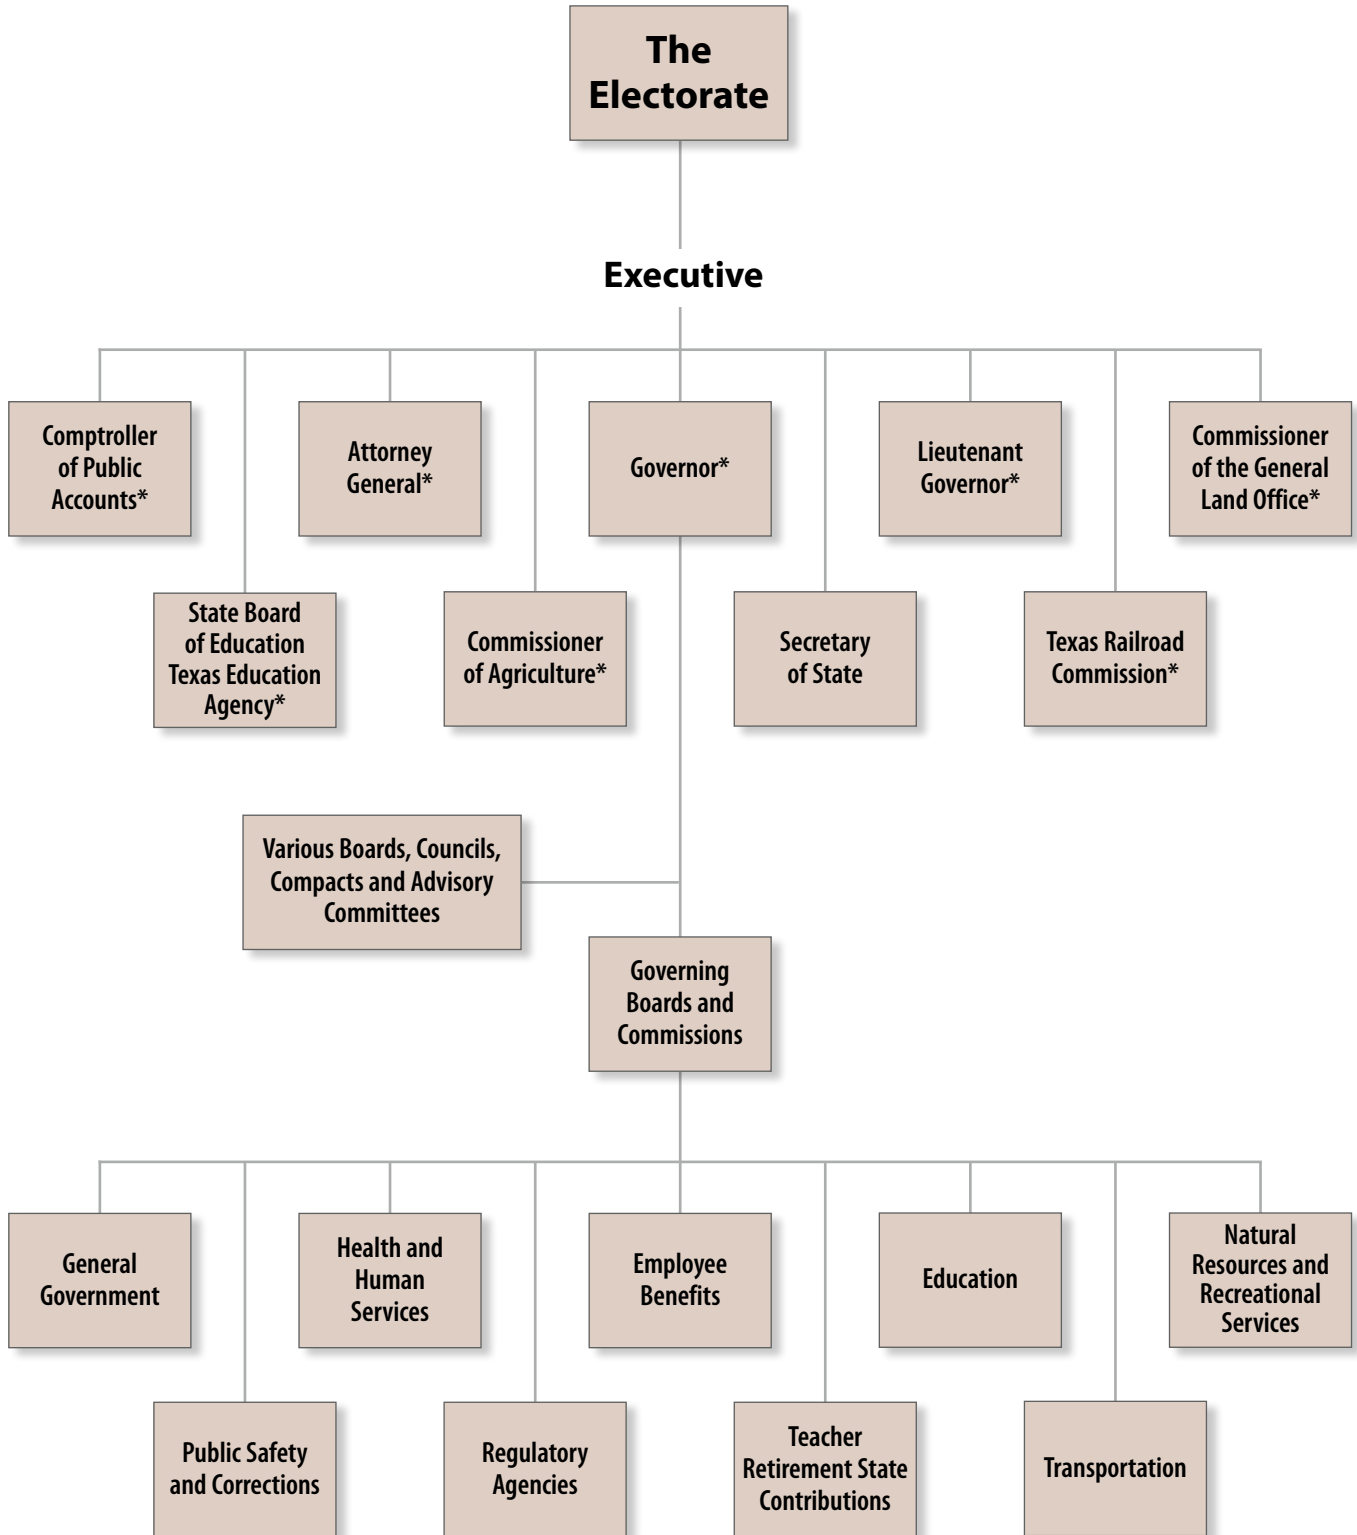 The
Electorate
Executive
Comptroller
of Public
Accounts*
Attorney
General*
Governor*
Lieutenant
Governor*
Commissioner
of the General
Land Office*
State Board
of Education
Texas Education
Agency*
Commissioner
of Agriculture*
Secretary
of State
Texas Railroad
Commission*
Various Boards, Councils,
Compacts and Advisory
Committees
Governing
Boards and
Commissions
General
Government
Health and
Human
Services
Employee
Benefits
Education
Natural
Resources and
Recreational
Services
Public Safety
and Corrections
Regulatory
Agencies
Teacher
Retirement State
Contributions
Transportation